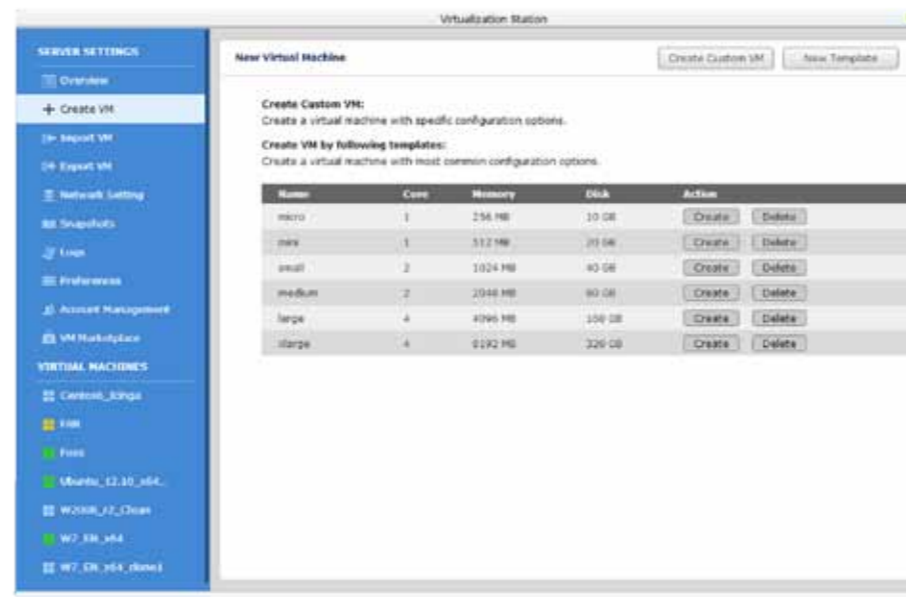 Virtualization Station
SERVER SETTINGS
Overview
Create VM
Import VM
Export VM
Network Setting
Snapshots
Logs
Preferences
Account Management
VM Marketplace
VIRTUAL MACHINES
Ubuntu_12.10_x64..
W7_EN_x64
W7_EN_x64_clone1
New Virtual Machine
Create Custom VM
New Template
Create Custom VM:
Create a virtual machine with specific configuration options.
Create VM by following templates:
Create a virtual machine with most common configuration options.
Name Core Memory Disk Action
micro 1 256 MB 10 GB Create Delete
mini 1 512 MB 20 GB Create Delete
small 2 1024 MB 40 GB Create Delete
medium 2 2048 MB 60 GB Create Delete
large 4 4096 MB GB Create Delete
xlarge 4 8192 MB 320 GB Create Delete